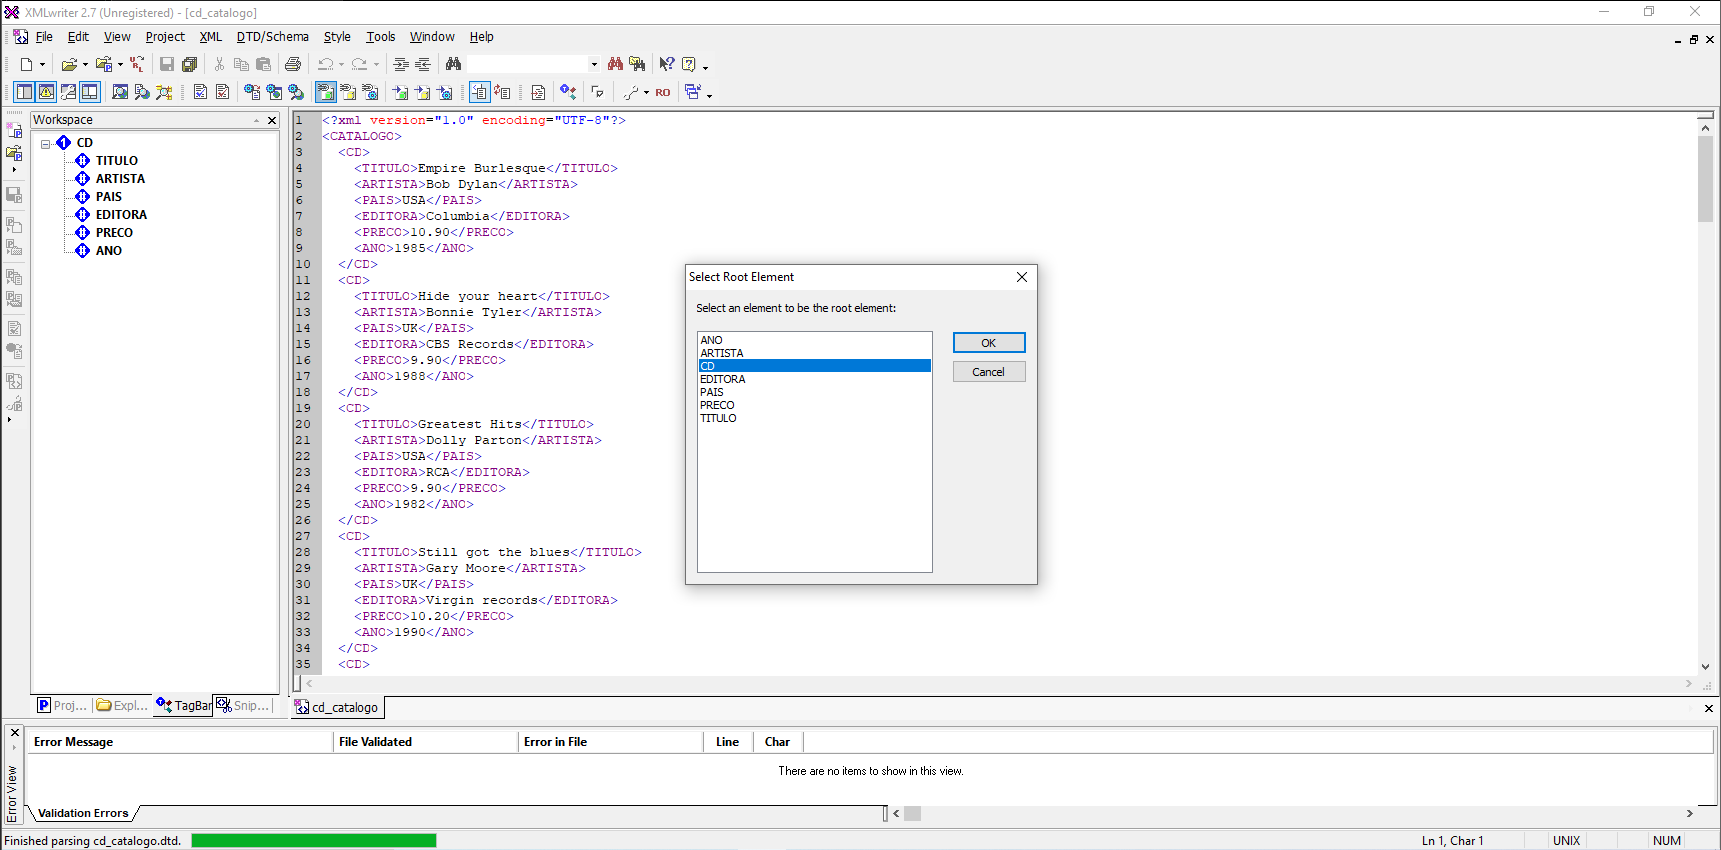 XMLwriter 2.7 (Unregistered) - [cd_catalogo]
File Edit View Project XML DTD/Schema Style Tools Window Help
Workspace
CD
TITULO
ARTISTA
PAIS
EDITORA
PRECO
ANO
Proj... Expl... TagBar Snip...
1 <?xml version="1.0" encoding="UTF-8"?>
2 <CATALOGO>
3 <CD>
4 <TITULO>Empire Burlesque</TITULO>
5 <ARTISTA>Bob Dylan</ARTISTA>
6 <PAIS>USA</PAIS>
7 <EDITORA>Columbia</EDITORA>
8 <PRECO>10.90</PRECO>
9 <ANO>1985</ANO>
10 </CD>
11 <CD>
12 <TITULO>Hide your heart</TITULO>
13 <ARTISTA>Bonnie Tyler</ARTISTA>
14 <PAIS>UK</PAIS>
15 <EDITORA>CBS Records</EDITORA>
16 <PRECO>9.90</PRECO>
17 <ANO>1988</ANO>
18 </CD>
19 <CD>
20 <TITULO>Greatest Hits</TITULO>
21 <ARTISTA>Dolly Parton</ARTISTA>
22 <PAIS>USA</PAIS>
23 <EDITORA>RCA</EDITORA>
24 <PRECO>9.90</PRECO>
25 <ANO>1982</ANO>
26 </CD>
27 <CD>
28 <TITULO>Still got the blues</TITULO>
29 <ARTISTA>Gary Moore</ARTISTA>
30 <PAIS>UK</PAIS>
31 <EDITORA>Virgin records</EDITORA>
32 <PRECO>10.20</PRECO>
33 <ANO>1990</ANO>
34 </CD>
35 <CD>
cd_catalogo
Select Root Element
Select an element to be the root element:
ANO
ARTISTA
CD
EDITORA
PAIS
PRECO
TITULO
OK
Cancel
Error View
Error Message File Validated Error in File Line Char
There are no items to show in this view.
Validation Errors
Finished parsing cd_catalogo.dtd. Ln 1, Char 1 UNIX NUM